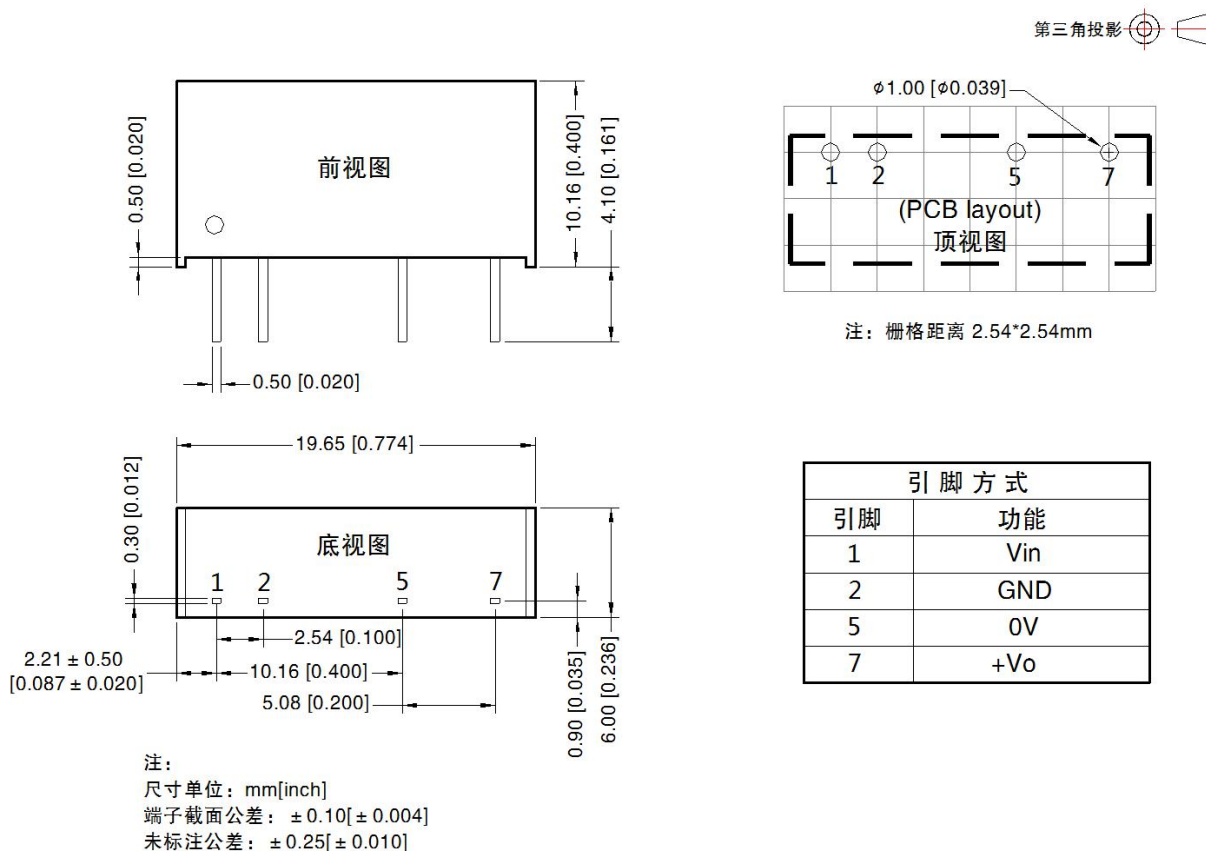 第三角投影
前视图
0.50 [0.020]
10.16 [0.400]
4.10 [0.161]
0.50 [0.020]
ϕ1.00 [ϕ0.039]
1 2 5 7
(PCB layout)
顶视图
注：栅格距离 2.54*2.54mm
19.65 [0.774]
0.30 [0.012]
底视图
1 2 5 7
2.54 [0.100]
2.21 ± 0.50
[0.087 ± 0.020]
10.16 [0.400]
5.08 [0.200]
0.90 [0.035]
6.00 [0.236]
引脚方式
引脚 功能
1 Vin
2 GND
5 0V
7 +Vo
注：
尺寸单位：mm[inch]
端子截面公差：±0.10[±0.004]
未标注公差：±0.25[±0.010]